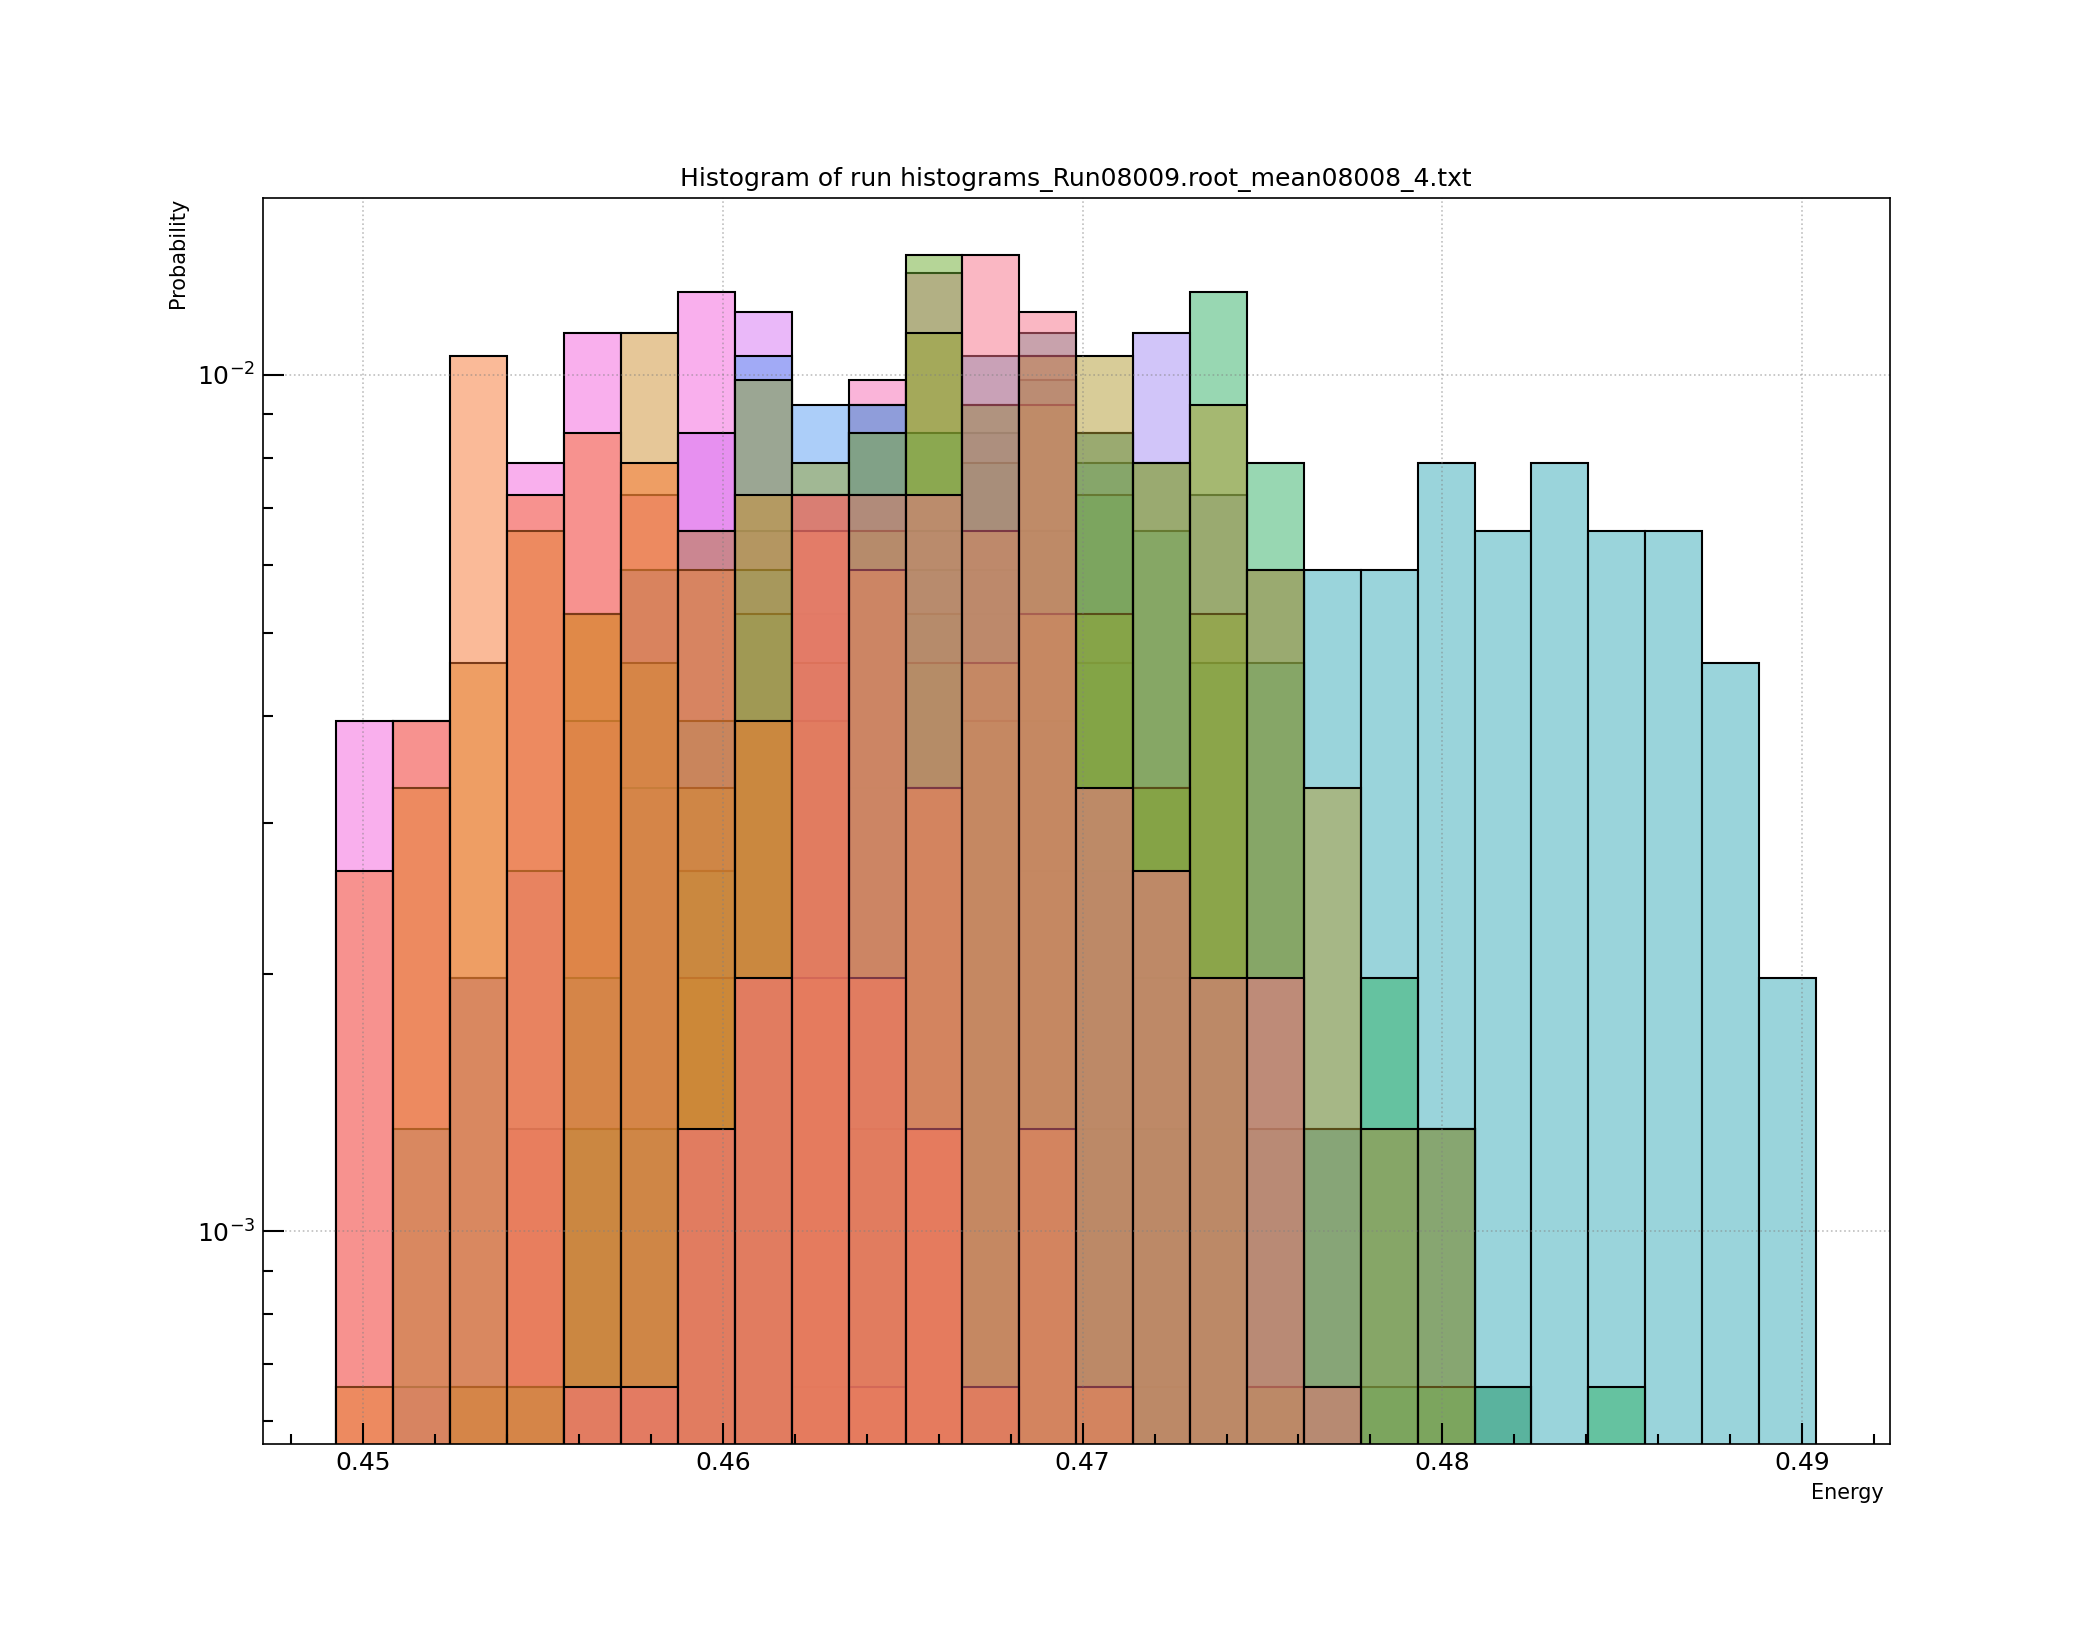 Histogram of run histograms_Run08009.root_mean08008_4.txt
Probability
10⁻²
10⁻³
0.45 0.46 0.47 0.48 0.49
Energy